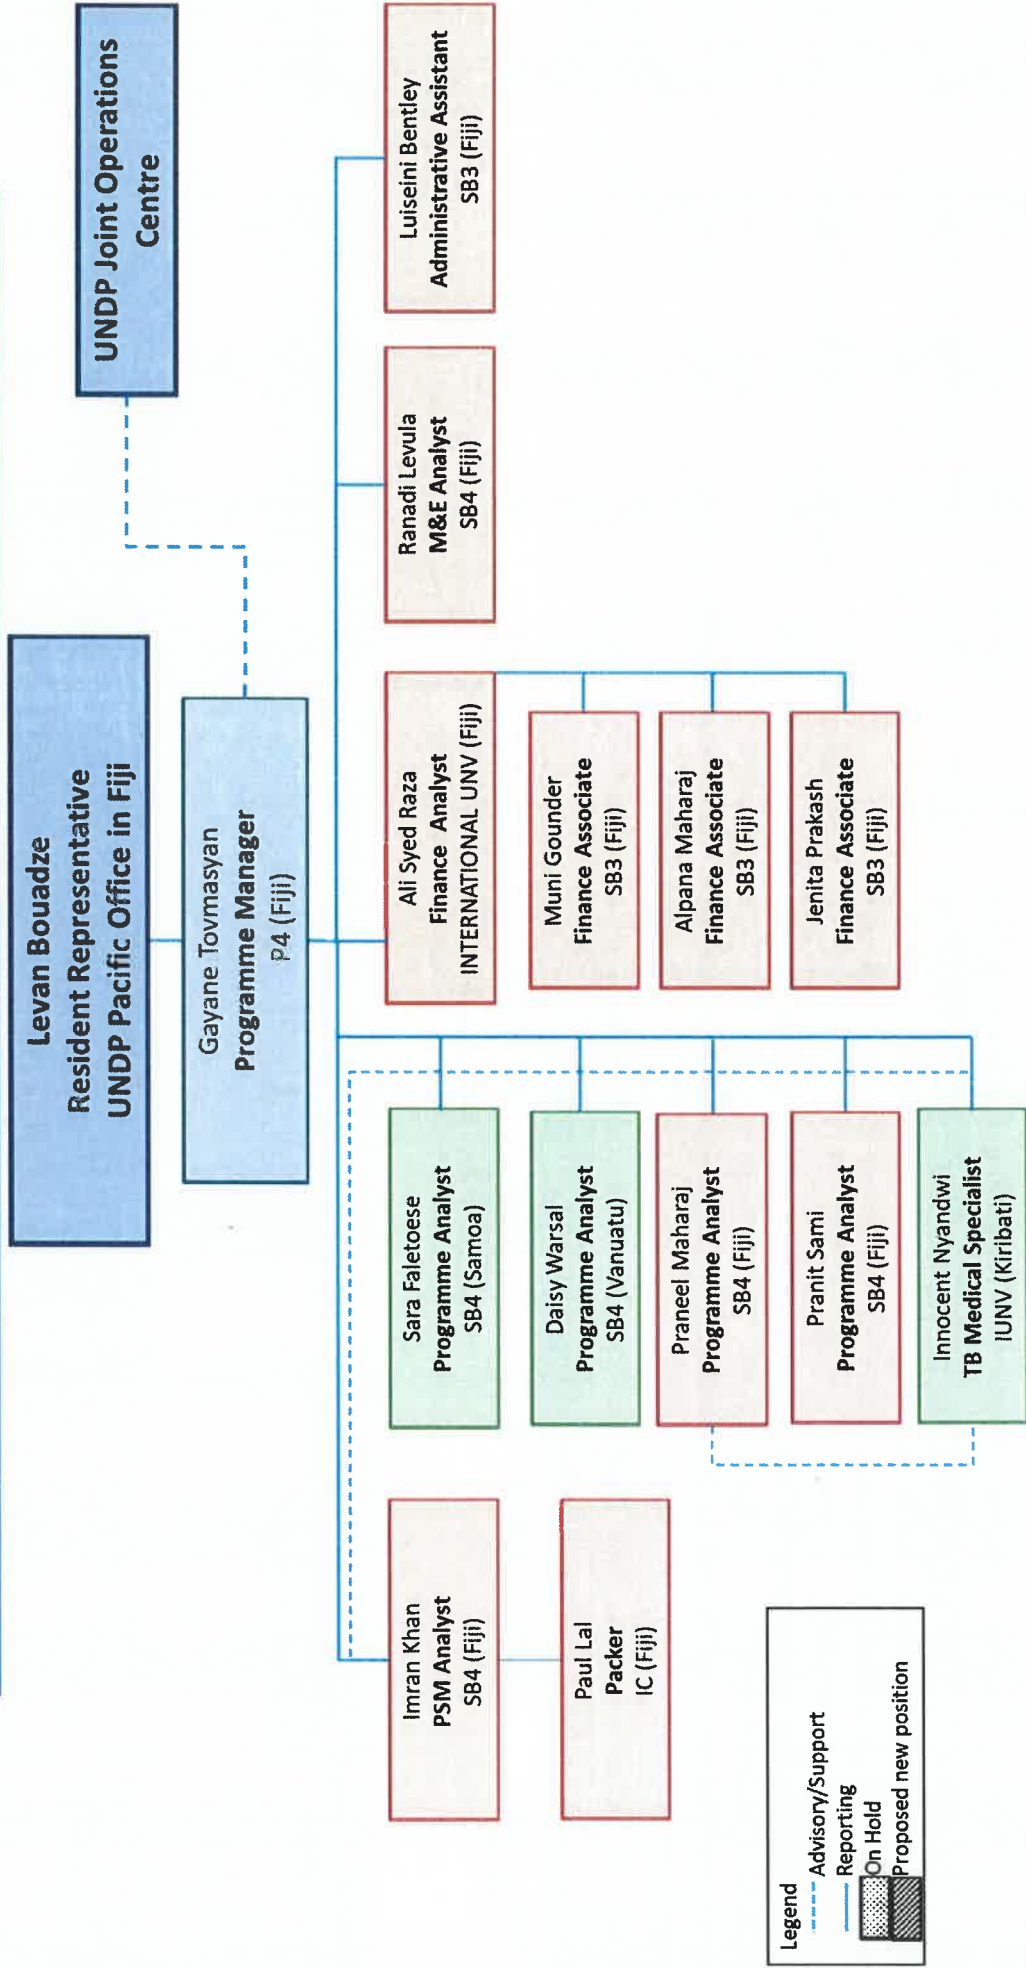 Levan Bouadze
Resident Representative
UNDP Pacific Office in Fiji
UNDP Joint Operations
Centre
Gayane Tovmasyan
Programme Manager
P4 (Fiji)
Imran Khan
PSM Analyst
SB4 (Fiji)
Paul Lal
Packer
IC (Fiji)
Sara Faletoese
Programme Analyst
SB4 (Samoa)
Daisy Warsal
Programme Analyst
SB4 (Vanuatu)
Praneel Maharaj
Programme Analyst
SB4 (Fiji)
Pranit Sami
Programme Analyst
SB4 (Fiji)
Innocent Nyandwi
TB Medical Specialist
IUNV (Kiribati)
Ali Syed Raza
Finance Analyst
INTERNATIONAL UNV (Fiji)
Muni Gounder
Finance Associate
SB3 (Fiji)
Alpana Maharaj
Finance Associate
SB3 (Fiji)
Jenita Prakash
Finance Associate
SB3 (Fiji)
Ranadi Levula
M&E Analyst
SB4 (Fiji)
Luiseini Bentley
Administrative Assistant
SB3 (Fiji)
Legend
Advisory/Support
Reporting
On Hold
Proposed new position